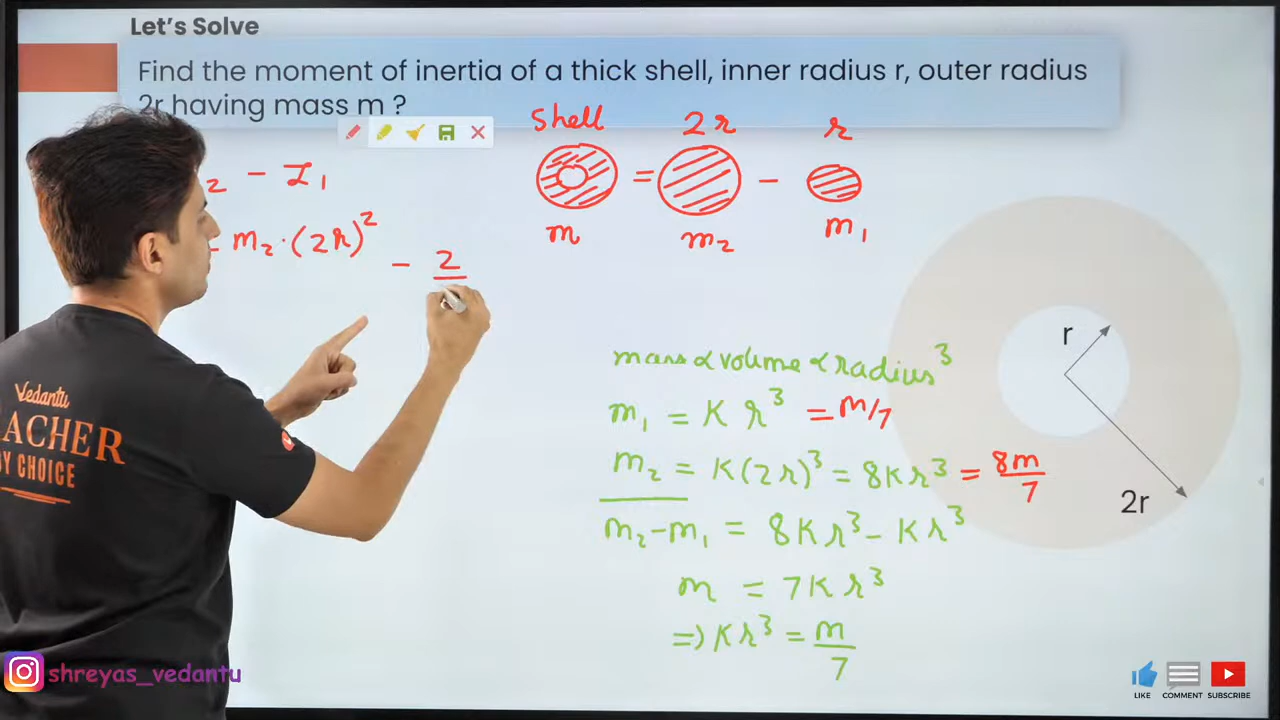 Let's Solve
Find the moment of inertia of a thick shell, inner radius r, outer radius
2r having mass m ?
shell 2r r
= -
m m₂ m₁
₂ - I₁
m₂·(2r)² - 2
r
2r
mass ∝ volume ∝ radius³
m₁ = K r³ = m/7
m₂ = K(2r)³ = 8Kr³ = 8m/7
m₂-m₁ = 8Kr³ - Kr³
m = 7Kr³
=> Kr³ = m/7
Vedantu
ACHER
BY CHOICE
shreyas_vedantu
LIKE COMMENT SUBSCRIBE